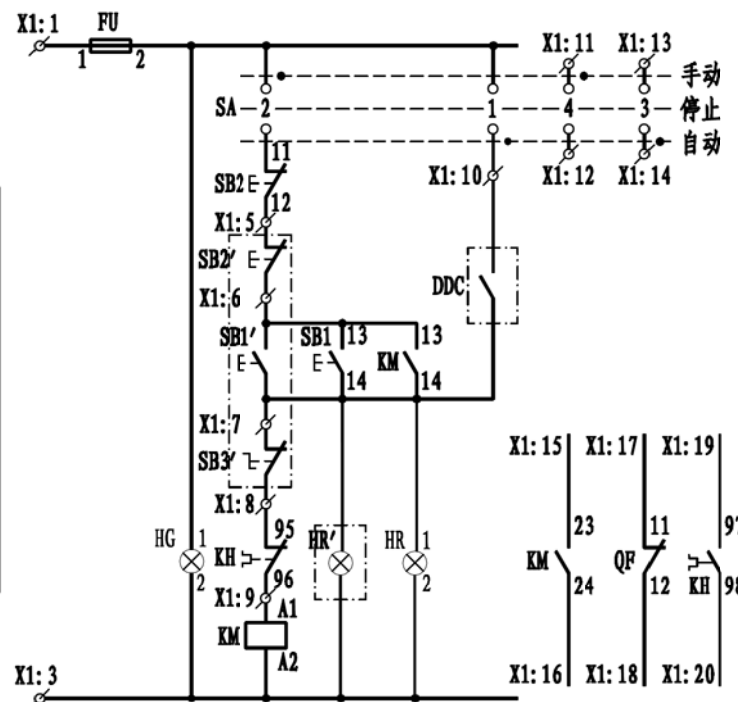 X1:1 FU
1 2
X1:11 X1:13
手动
SA 2 1 4 3 停止
自动
11
SB2
X1:10 X1:12 X1:14
12
X1:5
SB2′
DDC
X1:6
SB1′ SB1 13 KM 13
14 14
X1:7
X1:15 X1:17 X1:19
SB3′
X1:8
HG 1 KH 95 HR′ HR 1
2 96 2
23 11 97
KM QF KH
24 12 98
X1:9 A1
KM
A2
X1:16 X1:18 X1:20
X1:3